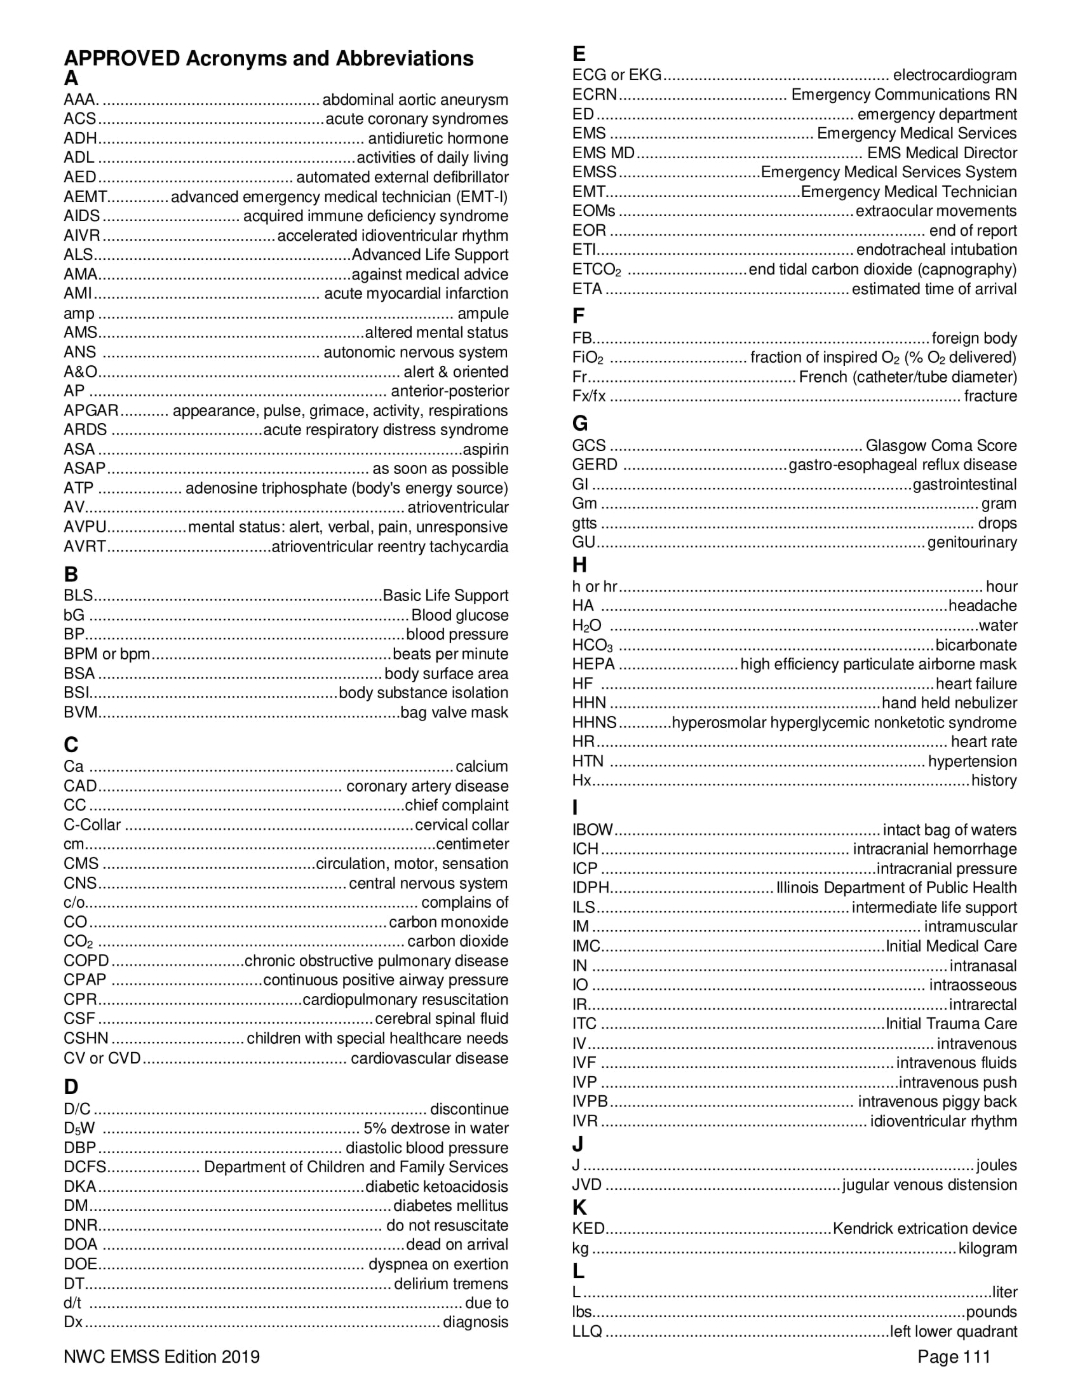 APPROVED Acronyms and Abbreviations
A
AAA. ................................................. abdominal aortic aneurysm
ACS...................................................acute coronary syndromes
ADH............................................................ antidiuretic hormone
ADL ..........................................................activities of daily living
AED............................................ automated external defibrillator
AEMT..............advanced emergency medical technician (EMT-I)
AIDS ............................... acquired immune deficiency syndrome
AIVR .......................................accelerated idioventricular rhythm
ALS..........................................................Advanced Life Support
AMA.........................................................against medical advice
AMI................................................... acute myocardial infarction
amp ................................................................................ ampule
AMS............................................................altered mental status
ANS ................................................. autonomic nervous system
A&O.................................................................... alert & oriented
AP ................................................................... anterior-posterior
APGAR........... appearance, pulse, grimace, activity, respirations
ARDS ..................................acute respiratory distress syndrome
ASA ..................................................................................aspirin
ASAP........................................................... as soon as possible
ATP ................... adenosine triphosphate (body's energy source)
AV........................................................................ atrioventricular
AVPU..................mental status: alert, verbal, pain, unresponsive
AVRT.....................................atrioventricular reentry tachycardia
B
BLS.................................................................Basic Life Support
bG ....................................................................... Blood glucose
BP........................................................................blood pressure
BPM or bpm......................................................beats per minute
BSA ................................................................ body surface area
BSI........................................................body substance isolation
BVM....................................................................bag valve mask
C
Ca ..................................................................................calcium
CAD....................................................... coronary artery disease
CC .......................................................................chief complaint
C-Collar .................................................................cervical collar
cm...............................................................................centimeter
CMS ................................................circulation, motor, sensation
CNS........................................................ central nervous system
c/o........................................................................... complains of
CO................................................................... carbon monoxide
CO₂ ..................................................................... carbon dioxide
COPD..............................chronic obstructive pulmonary disease
CPAP ..................................continuous positive airway pressure
CPR..............................................cardiopulmonary resuscitation
CSF .............................................................. cerebral spinal fluid
CSHN .............................. children with special healthcare needs
CV or CVD.............................................. cardiovascular disease
D
D/C ........................................................................... discontinue
D₅W .......................................................... 5% dextrose in water
DBP ....................................................... diastolic blood pressure
DCFS..................... Department of Children and Family Services
DKA............................................................diabetic ketoacidosis
DM.................................................................... diabetes mellitus
DNR................................................................ do not resuscitate
DOA ....................................................................dead on arrival
DOE............................................................ dyspnea on exertion
DT..................................................................... delirium tremens
d/t .................................................................................... due to
Dx ................................................................................ diagnosis
E
ECG or EKG................................................... electrocardiogram
ECRN...................................... Emergency Communications RN
ED .......................................................... emergency department
EMS .............................................. Emergency Medical Services
EMS MD................................................... EMS Medical Director
EMSS................................Emergency Medical Services System
EMT............................................Emergency Medical Technician
EOMs .....................................................extraocular movements
EOR ....................................................................... end of report
ETI.......................................................... endotracheal intubation
ETCO₂ ...........................end tidal carbon dioxide (capnography)
ETA ....................................................... estimated time of arrival
F
FB............................................................................ foreign body
FiO₂ ............................... fraction of inspired O₂ (% O₂ delivered)
Fr............................................... French (catheter/tube diameter)
Fx/fx ............................................................................... fracture
G
GCS ......................................................... Glasgow Coma Score
GERD .....................................gastro-esophageal reflux disease
GI ........................................................................gastrointestinal
Gm ..................................................................................... gram
gtts .................................................................................... drops
GU.......................................................................... genitourinary
H
h or hr.................................................................................. hour
HA ..............................................................................headache
H₂O ...................................................................................water
HCO₃ .......................................................................bicarbonate
HEPA ...........................high efficiency particulate airborne mask
HF ...........................................................................heart failure
HHN .............................................................hand held nebulizer
HHNS............hyperosmolar hyperglycemic nonketotic syndrome
HR............................................................................... heart rate
HTN ....................................................................... hypertension
Hx.....................................................................................history
I
IBOW............................................................ intact bag of waters
ICH ........................................................ intracranial hemorrhage
ICP ..............................................................intracranial pressure
IDPH..................................... Illinois Department of Public Health
ILS......................................................... intermediate life support
IM .......................................................................... intramuscular
IMC................................................................Initial Medical Care
IN ................................................................................intranasal
IO ........................................................................... intraosseous
IR.................................................................................intrarectal
ITC ................................................................Initial Trauma Care
IV.............................................................................. intravenous
IVF .................................................................. intravenous fluids
IVP ...................................................................intravenous push
IVPB....................................................... intravenous piggy back
IVR ............................................................ idioventricular rhythm
J
J ........................................................................................ joules
JVD .....................................................jugular venous distension
K
KED...................................................Kendrick extrication device
kg ..................................................................................kilogram
L
L ............................................................................................liter
lbs....................................................................................pounds
LLQ ................................................................left lower quadrant
NWC EMSS Edition 2019
Page 111